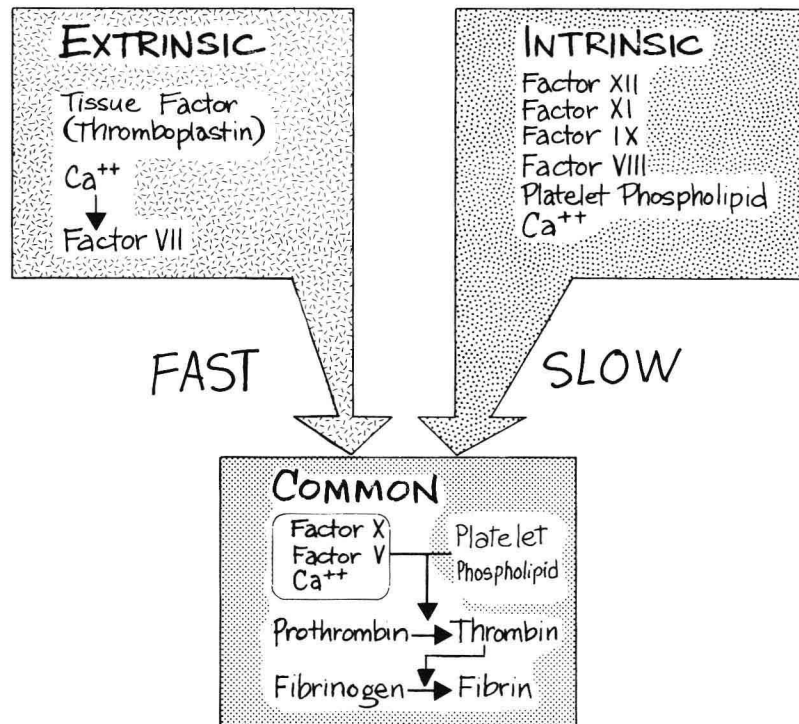 EXTRINSIC
Tissue Factor
(Thromboplastin)
Ca++
Factor VII
INTRINSIC
Factor XII
Factor XI
Factor IX
Factor VIII
Platelet Phospholipid
Ca++
FAST
SLOW
COMMON
Factor X
Factor V
Ca++
Platelet
Phospholipid
Prothrombin Thrombin
Fibrinogen Fibrin